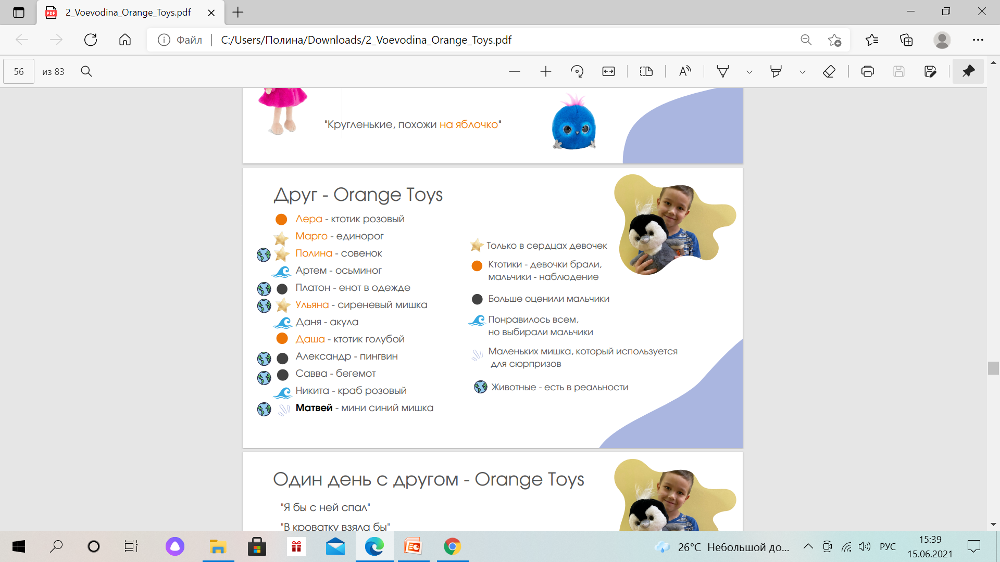 2_Voevodina_Orange_Toys.pdf
Файл
C:/Users/Полина/Downloads/2_Voevodina_Orange_Toys.pdf
56 из 83
"Кругленькие, похожи на яблочко"
Друг - Orange Toys
Лера - ктотик розовый
Марго - единорог
Полина - совенок
Артем - осьминог
Платон - енот в одежде
Ульяна - сиреневый мишка
Даня - акула
Даша - ктотик голубой
Александр - пингвин
Савва - бегемот
Никита - краб розовый
Матвей - мини синий мишка
Только в сердцах девочек
Ктотики - девочки брали,
мальчики - наблюдение
Больше оценили мальчики
Понравилось всем,
но выбирали мальчики
Маленьких мишка, который используется
для сюрпризов
Животные - есть в реальности
Один день с другом - Orange Toys
"Я бы с ней спал"
"В кроватку взяла бы"
26°C Небольшой до...
РУС
15:39
15.06.2021